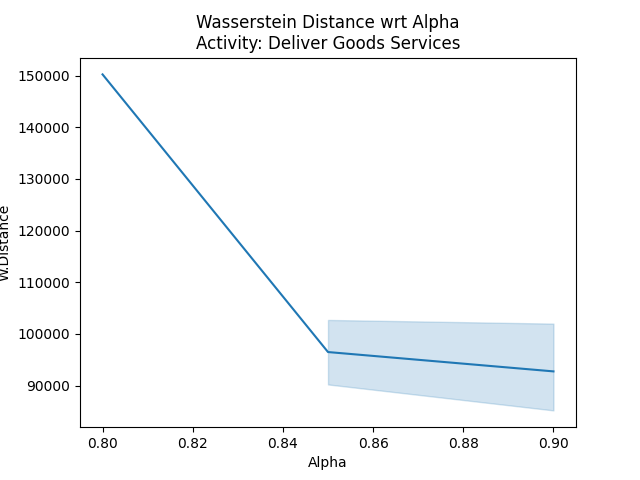 Wasserstein Distance wrt Alpha
Activity: Deliver Goods Services
150000
140000
130000
120000
110000
100000
90000
W.Distance
0.80 0.82 0.84 0.86 0.88 0.90
Alpha